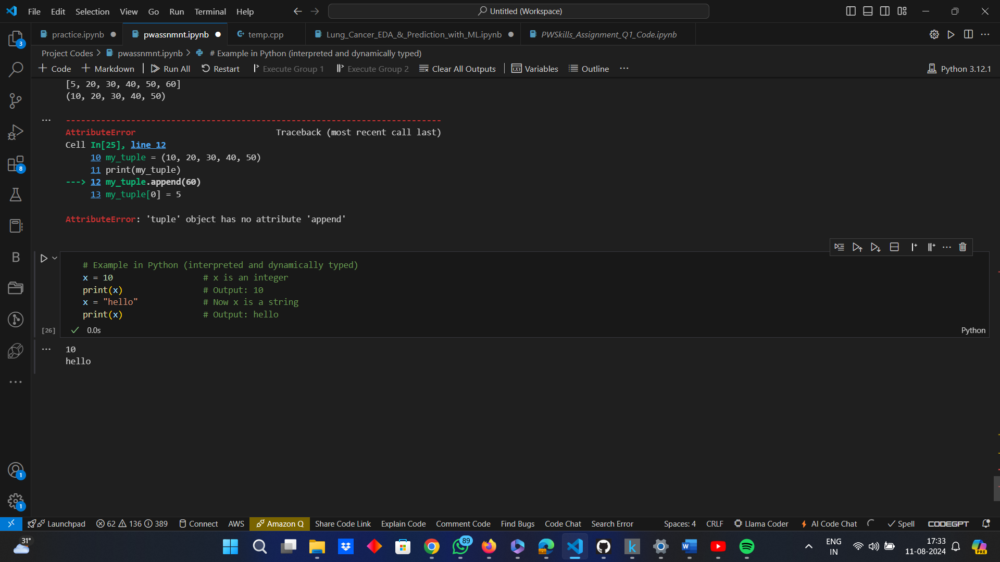 File Edit Selection View Go Run Terminal Help
Untitled (Workspace)
practice.ipynb pwassnmnt.ipynb temp.cpp Lung_Cancer_EDA_&_Prediction_with_ML.ipynb PWSkills_Assignment_Q1_Code.ipynb
Project Codes > pwassnmnt.ipynb > # Example in Python (interpreted and dynamically typed)
+ Code + Markdown | Run All Restart Execute Group 1 Execute Group 2 Clear All Outputs | Variables Outline ...
Python 3.12.1
[5, 20, 30, 40, 50, 60]
(10, 20, 30, 40, 50)
...
---------------------------------------------------------------------------
AttributeError Traceback (most recent call last)
Cell In[25], line 12
10 my_tuple = (10, 20, 30, 40, 50)
11 print(my_tuple)
---> 12 my_tuple.append(60)
13 my_tuple[0] = 5
AttributeError: 'tuple' object has no attribute 'append'
# Example in Python (interpreted and dynamically typed)
x = 10 # x is an integer
print(x) # Output: 10
x = "hello" # Now x is a string
print(x) # Output: hello
[26] 0.0s
Python
...
10
hello
3
8
B
1
1
Launchpad 62 136 389 Connect AWS Amazon Q Share Code Link Explain Code Comment Code Find Bugs Code Chat Search Error Spaces: 4 CRLF Llama Coder AI Code Chat Spell CODEGPT
31°
89
k
W
ENG
IN
17:33
11-08-2024
PRE